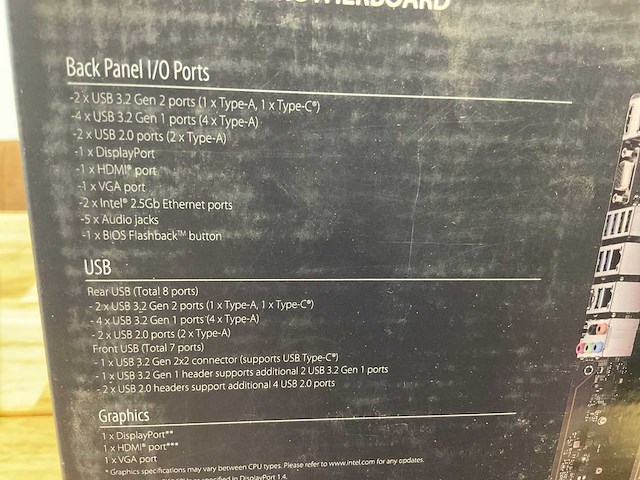 MOTHERBOARD
Back Panel I/O Ports
-2 x USB 3.2 Gen 2 ports (1 x Type-A, 1 x Type-C®)
-4 x USB 3.2 Gen 1 ports (4 x Type-A)
-2 x USB 2.0 ports (2 x Type-A)
-1 x DisplayPort
-1 x HDMI® port
-1 x VGA port
-2 x Intel® 2.5Gb Ethernet ports
-5 x Audio jacks
-1 x BIOS Flashback™ button
USB
Rear USB (Total 8 ports)
- 2 x USB 3.2 Gen 2 ports (1 x Type-A, 1 x Type-C®)
- 4 x USB 3.2 Gen 1 ports (4 x Type-A)
- 2 x USB 2.0 ports (2 x Type-A)
Front USB (Total 7 ports)
- 1 x USB 3.2 Gen 2x2 connector (supports USB Type-C®)
- 1 x USB 3.2 Gen 1 header supports additional 2 USB 3.2 Gen 1 ports
- 2 x USB 2.0 headers support additional 4 USB 2.0 ports
Graphics
1 x DisplayPort**
1 x HDMI® port***
1 x VGA port
* Graphics specifications may vary between CPU types. Please refer to www.intel.com for any updates.
as specified in DisplayPort 1.4.